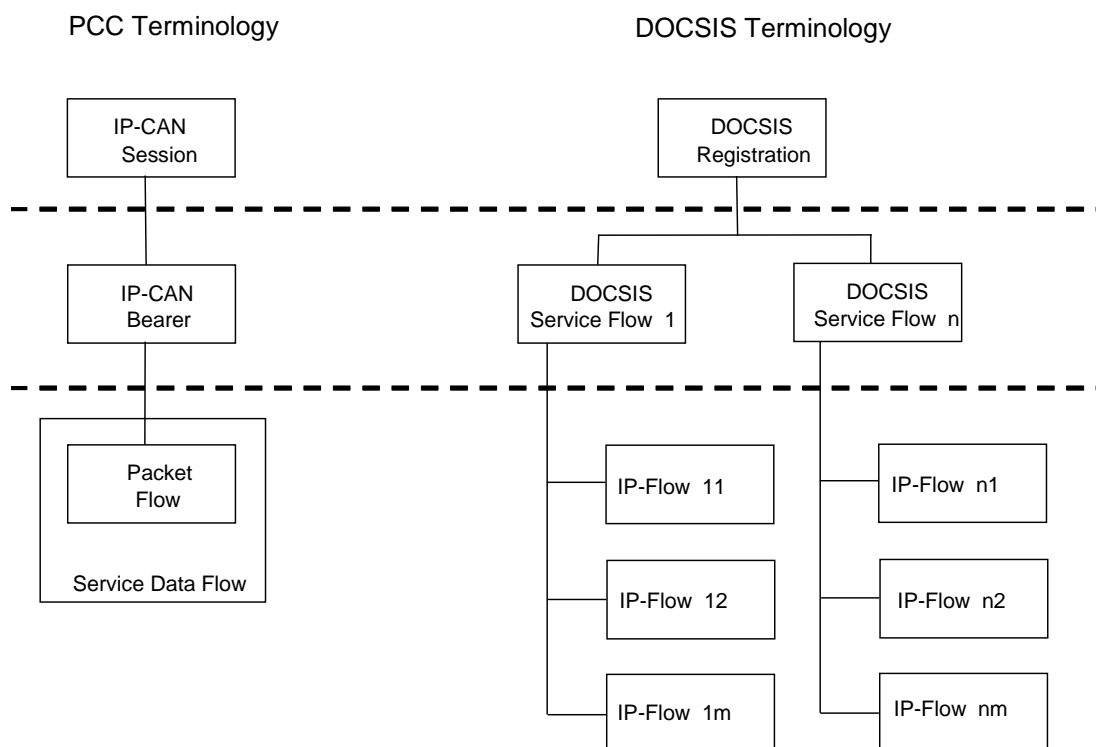 PCC Terminology
DOCSIS Terminology
IP-CAN
Session
DOCSIS
Registration
IP-CAN
Bearer
DOCSIS
Service Flow 1
DOCSIS
Service Flow n
Packet
Flow
Service Data Flow
IP-Flow 11
IP-Flow n1
IP-Flow 12
IP-Flow n2
IP-Flow 1m
IP-Flow nm